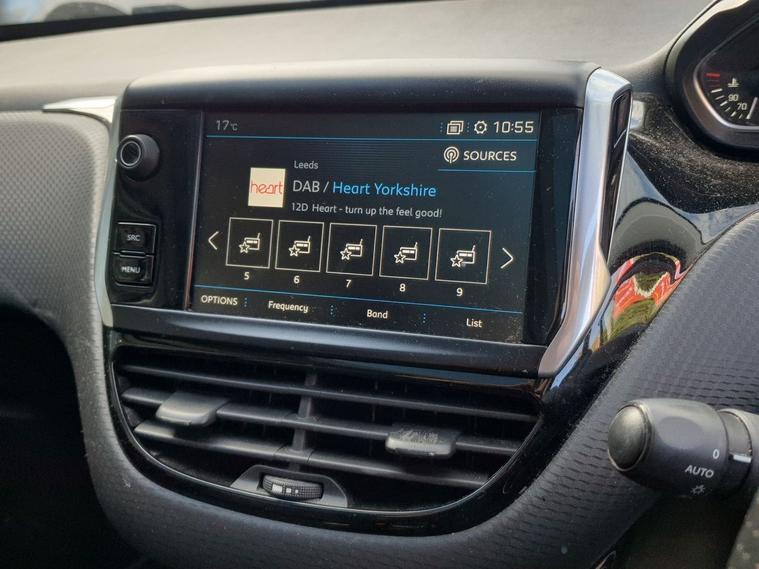 17°C 10:55
SOURCES
Leeds
heart
DAB / Heart Yorkshire
12D Heart - turn up the feel good!
SRC
MENU
5 6 7 8 9
OPTIONS Frequency Band List
90
70
0
AUTO